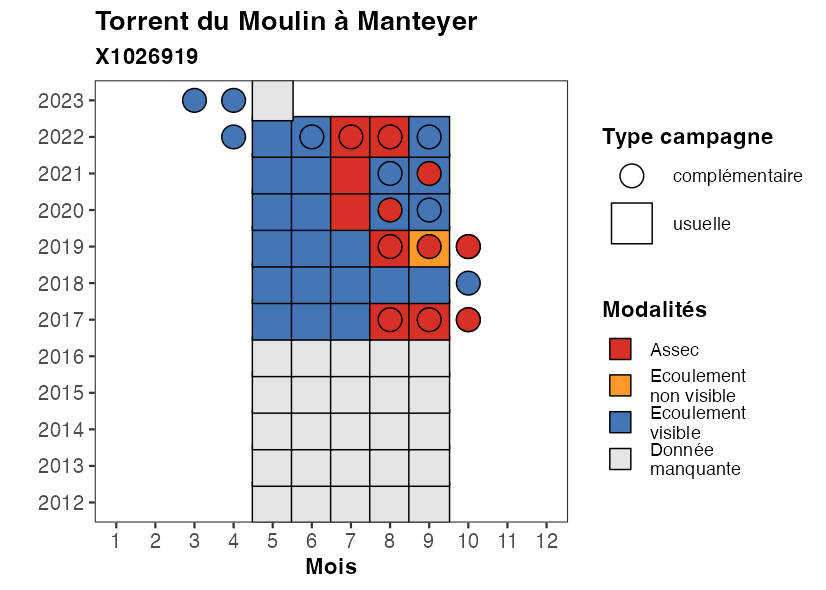 Torrent du Moulin à Manteyer
X1026919
2023
2022
2021
2020
2019
2018
2017
2016
2015
2014
2013
2012
1 2 3 4 5 6 7 8 9 10 11 12
Mois
Type campagne
complémentaire
usuelle
Modalités
Assec
Ecoulement
non visible
Ecoulement
visible
Donnée
manquante